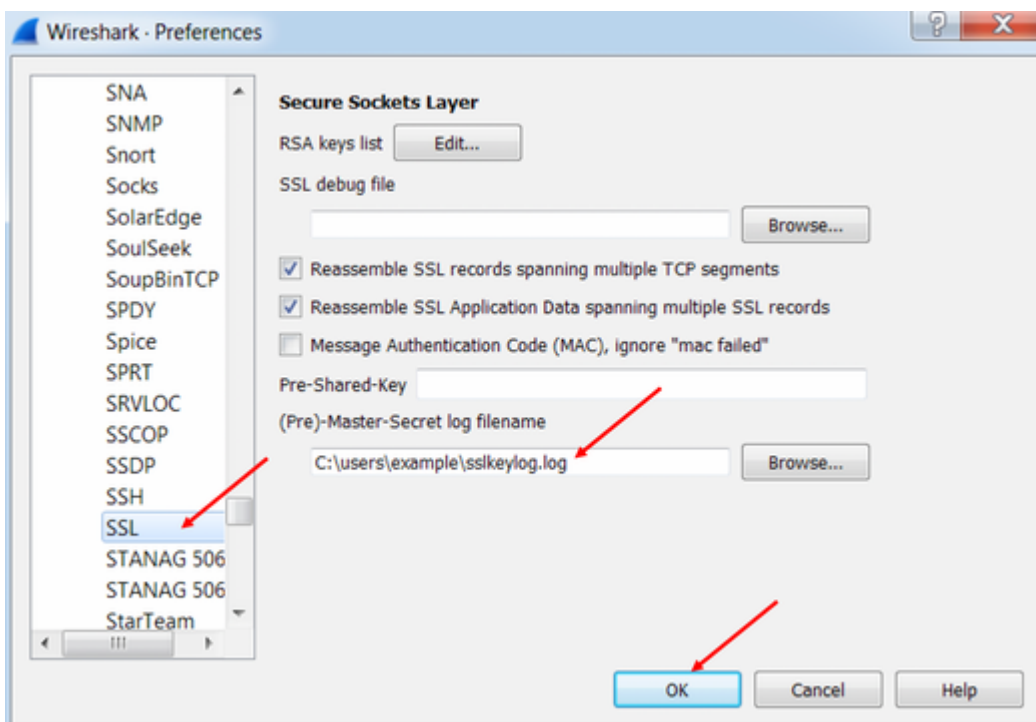 Wireshark · Preferences
SNA
SNMP
Snort
Socks
SolarEdge
SoulSeek
SoupBinTCP
SPDY
Spice
SPRT
SRVLOC
SSCOP
SSDP
SSH
SSL
STANAG 506
STANAG 506
StarTeam
Secure Sockets Layer
RSA keys list Edit...
SSL debug file
Browse...
Reassemble SSL records spanning multiple TCP segments
Reassemble SSL Application Data spanning multiple SSL records
Message Authentication Code (MAC), ignore "mac failed"
Pre-Shared-Key
(Pre)-Master-Secret log filename
C:\users\example\sslkeylog.log Browse...
OK Cancel Help